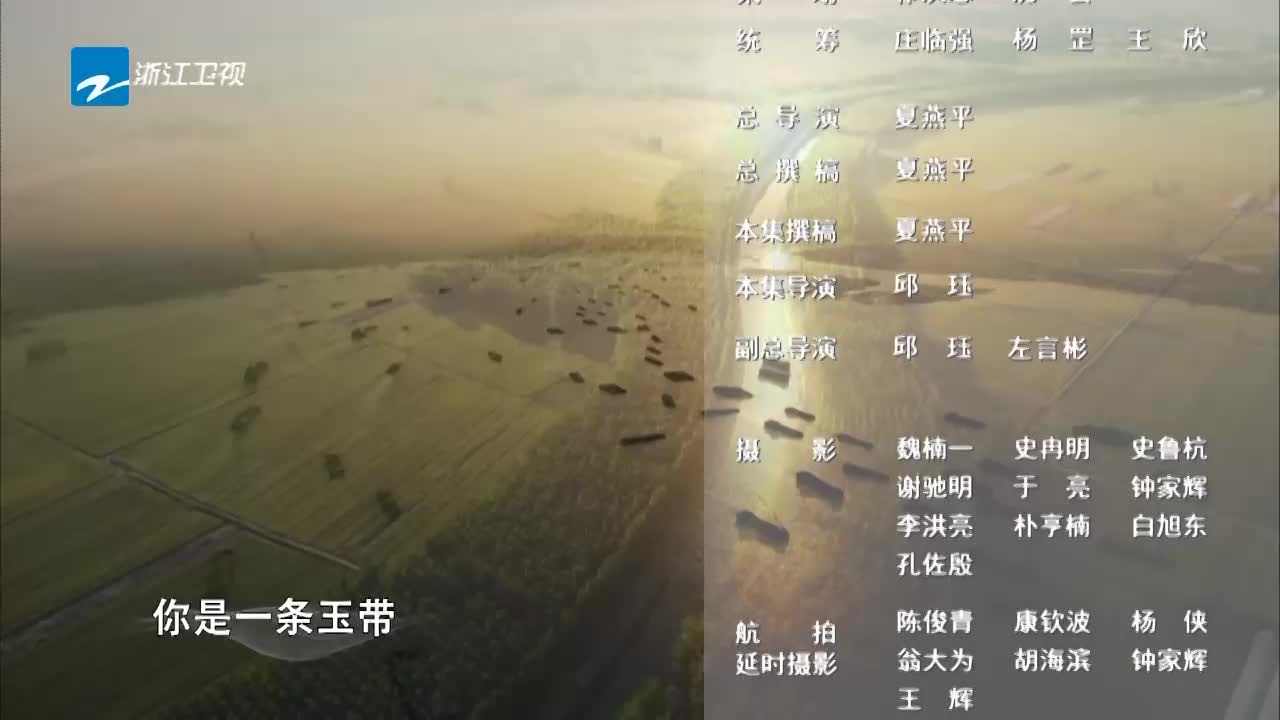 浙江卫视
统 筹 庄临强 杨 罡 王 欣
总 导 演 夏燕平
总 撰 稿 夏燕平
本集撰稿 夏燕平
本集导演 邱 珏
副总导演 邱 珏 左言彬
摄 影 魏楠一 史冉明 史鲁杭
谢驰明 于 亮 钟家辉
李洪亮 朴亨楠 白旭东
孔佐殷
航 拍 陈俊青 康钦波 杨 侠
延时摄影 翁大为 胡海滨 钟家辉
王 辉
你是一条玉带